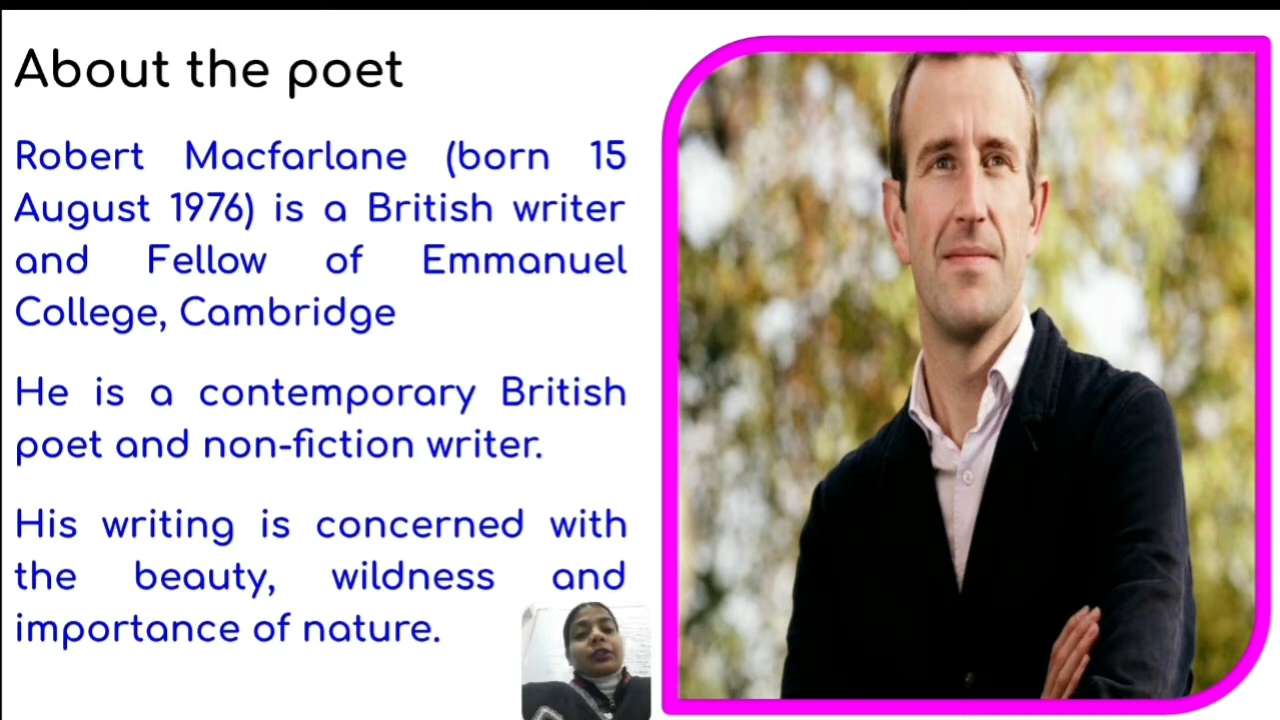 About the poet
Robert Macfarlane (born 15
August 1976) is a British writer
and Fellow of Emmanuel
College, Cambridge
He is a contemporary British
poet and non-fiction writer.
His writing is concerned with
the beauty, wildness and
importance of nature.